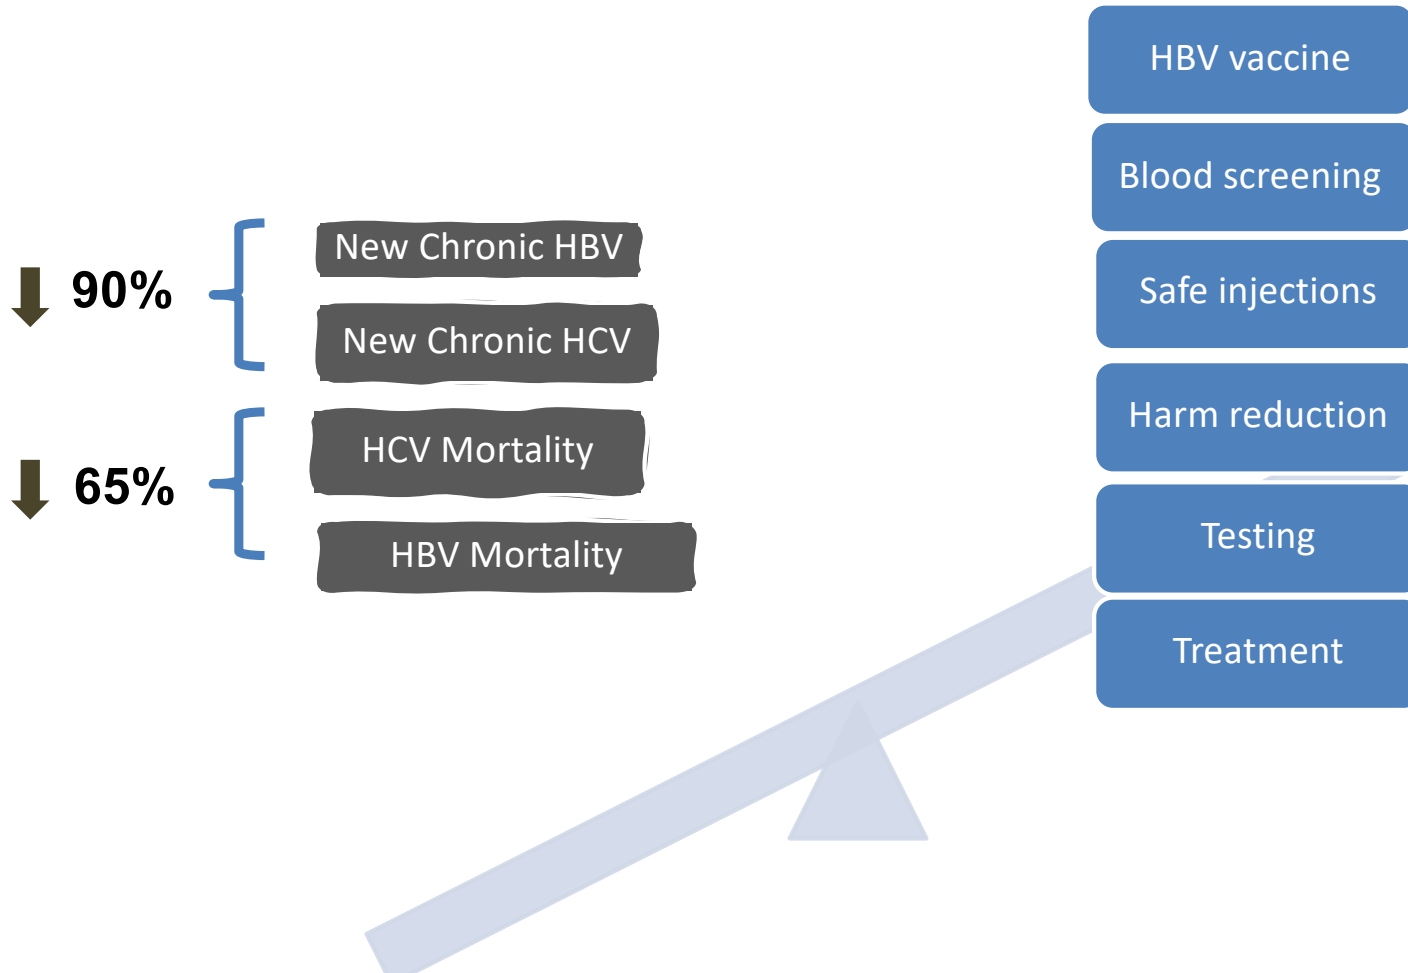 90%
New Chronic HBV
New Chronic HCV
65%
HCV Mortality
HBV Mortality
HBV vaccine
Blood screening
Safe injections
Harm reduction
Testing
Treatment